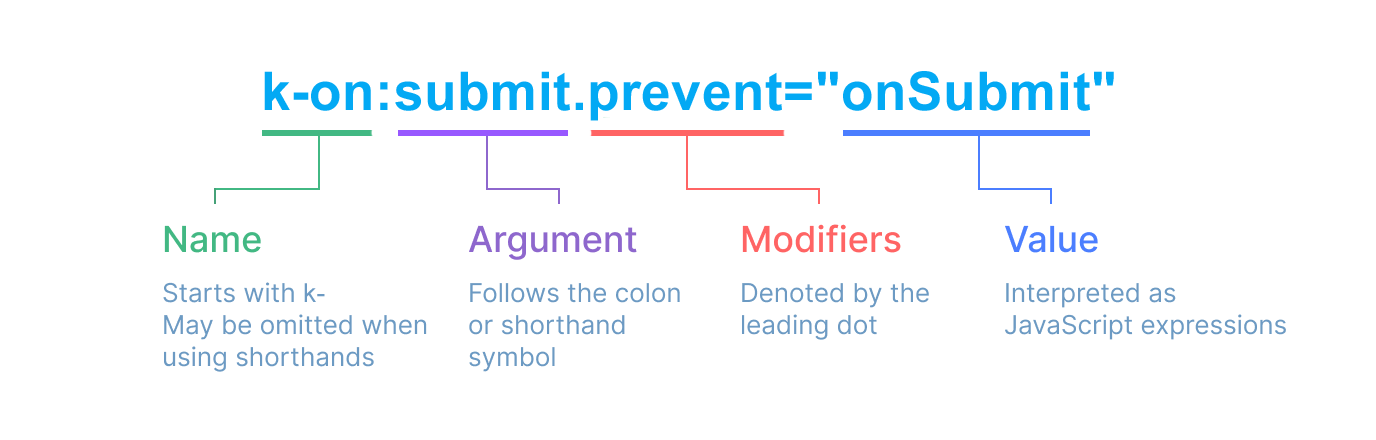 k-on:submit.prevent="onSubmit"
Name
Starts with k-
May be omitted when
using shorthands
Argument
Follows the colon
or shorthand
symbol
Modifiers
Denoted by the
leading dot
Value
Interpreted as
JavaScript expressions